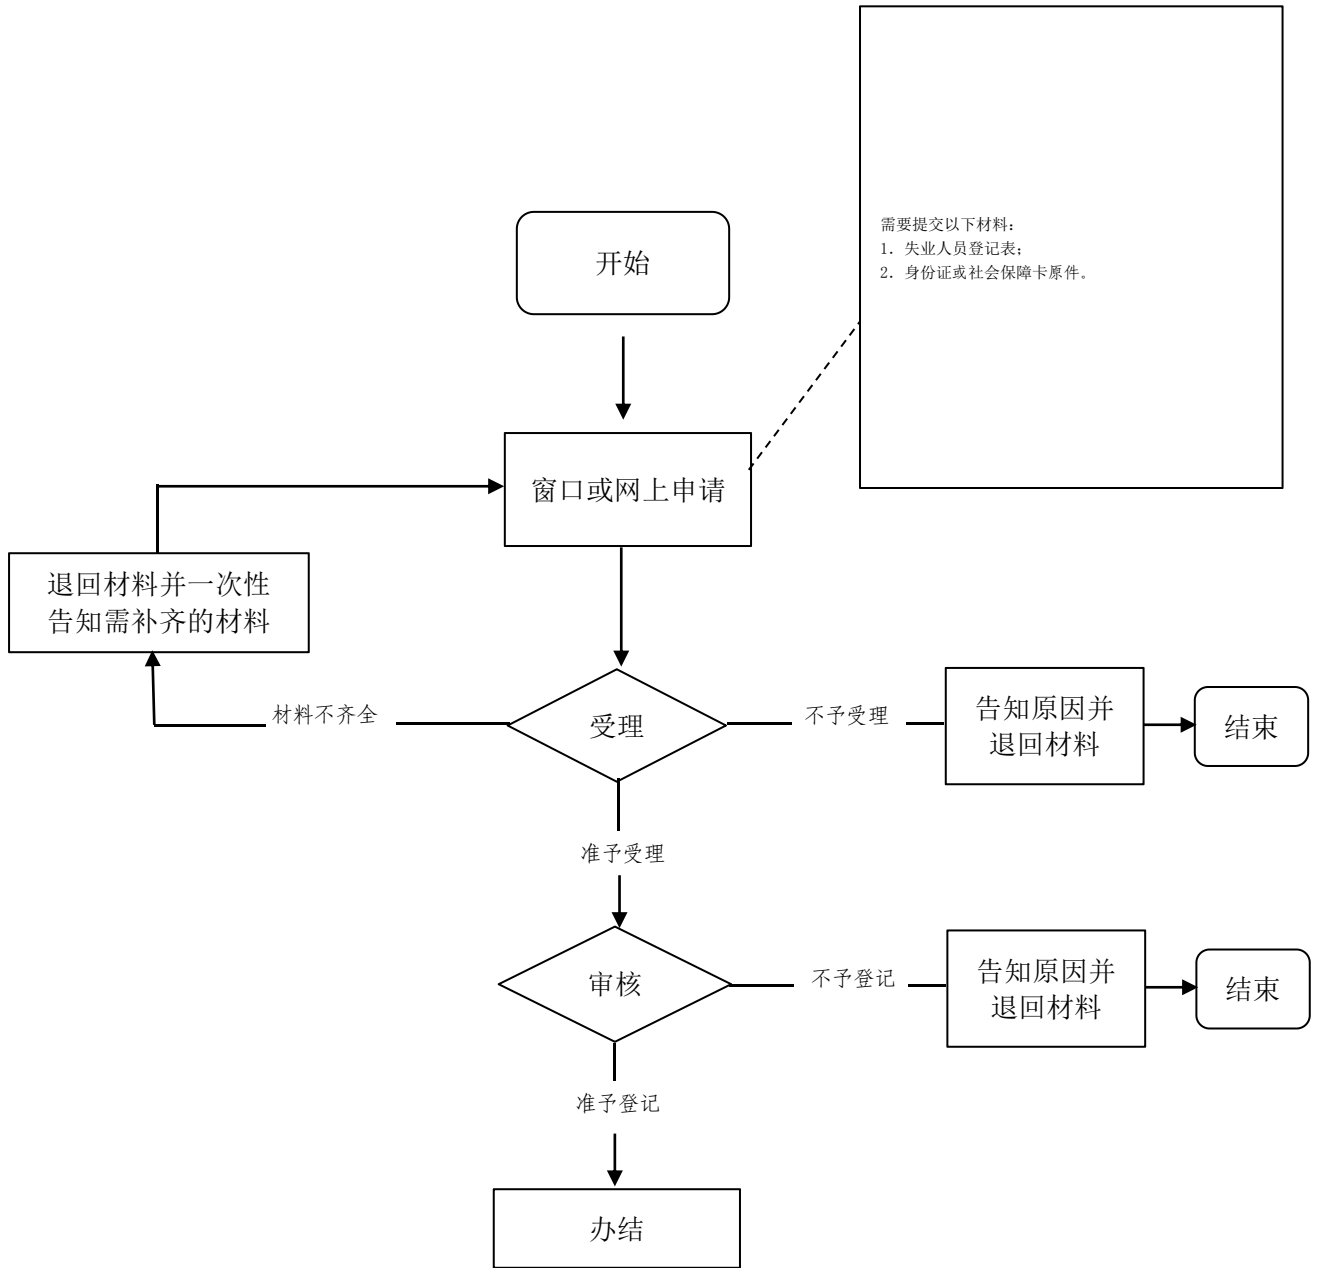 需要提交以下材料：
1. 失业人员登记表；
2. 身份证或社会保障卡原件。
开始
窗口或网上申请
退回材料并一次性
告知需补齐的材料
材料不齐全
受理
不予受理
告知原因并
退回材料
结束
准予受理
审核
不予登记
告知原因并
退回材料
结束
准予登记
办结